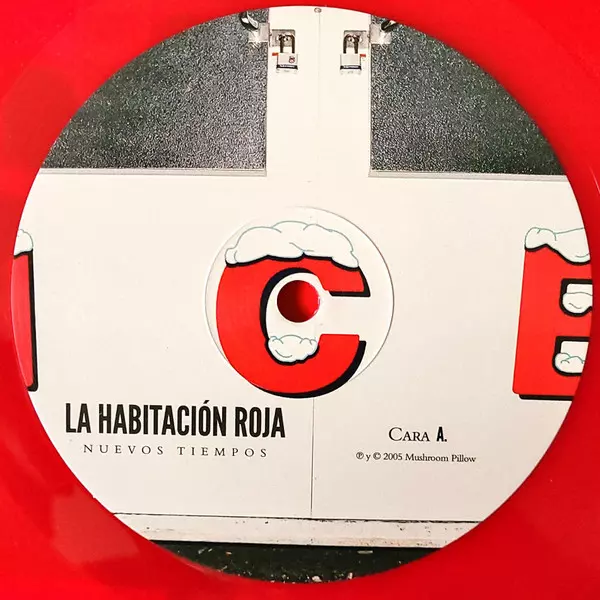 I C E
LA HABITACIÓN ROJA
NUEVOS TIEMPOS
CARA A.
℗ y © 2005 Mushroom Pillow